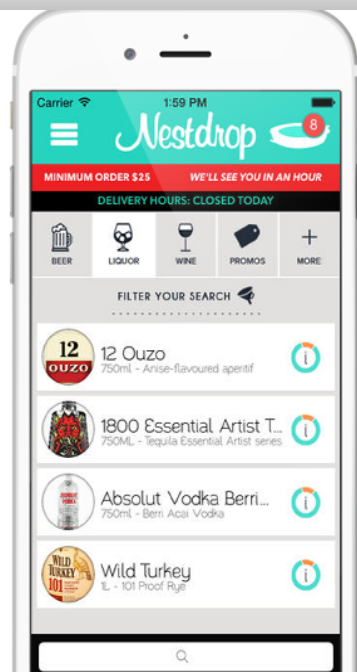 Carrier 1:59 PM
Nestdrop 8
MINIMUM ORDER $25 WE'LL SEE YOU IN AN HOUR
DELIVERY HOURS: CLOSED TODAY
BEER LIQUOR WINE PROMOS MORE
FILTER YOUR SEARCH
12
OUZO
12 Ouzo
750ml - Anise-flavoured aperitif
i
1800 Essential Artist T...
750ML - Tequila Essential Artist series
i
Absolut Vodka Berri...
750ml - Berri Acai Vodka
i
WILD
TURKEY
101
Wild Turkey
1L - 101 Proof Rye
i